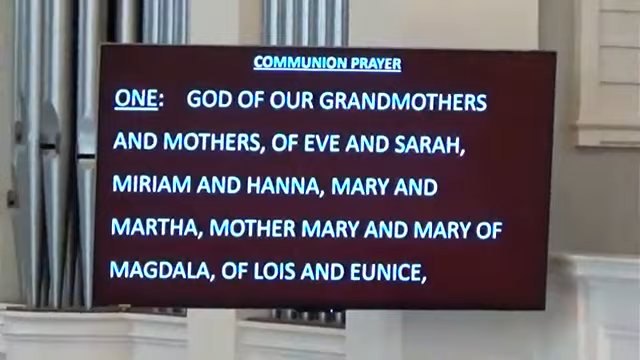 COMMUNION PRAYER
ONE: GOD OF OUR GRANDMOTHERS
AND MOTHERS, OF EVE AND SARAH,
MIRIAM AND HANNA, MARY AND
MARTHA, MOTHER MARY AND MARY OF
MAGDALA, OF LOIS AND EUNICE,